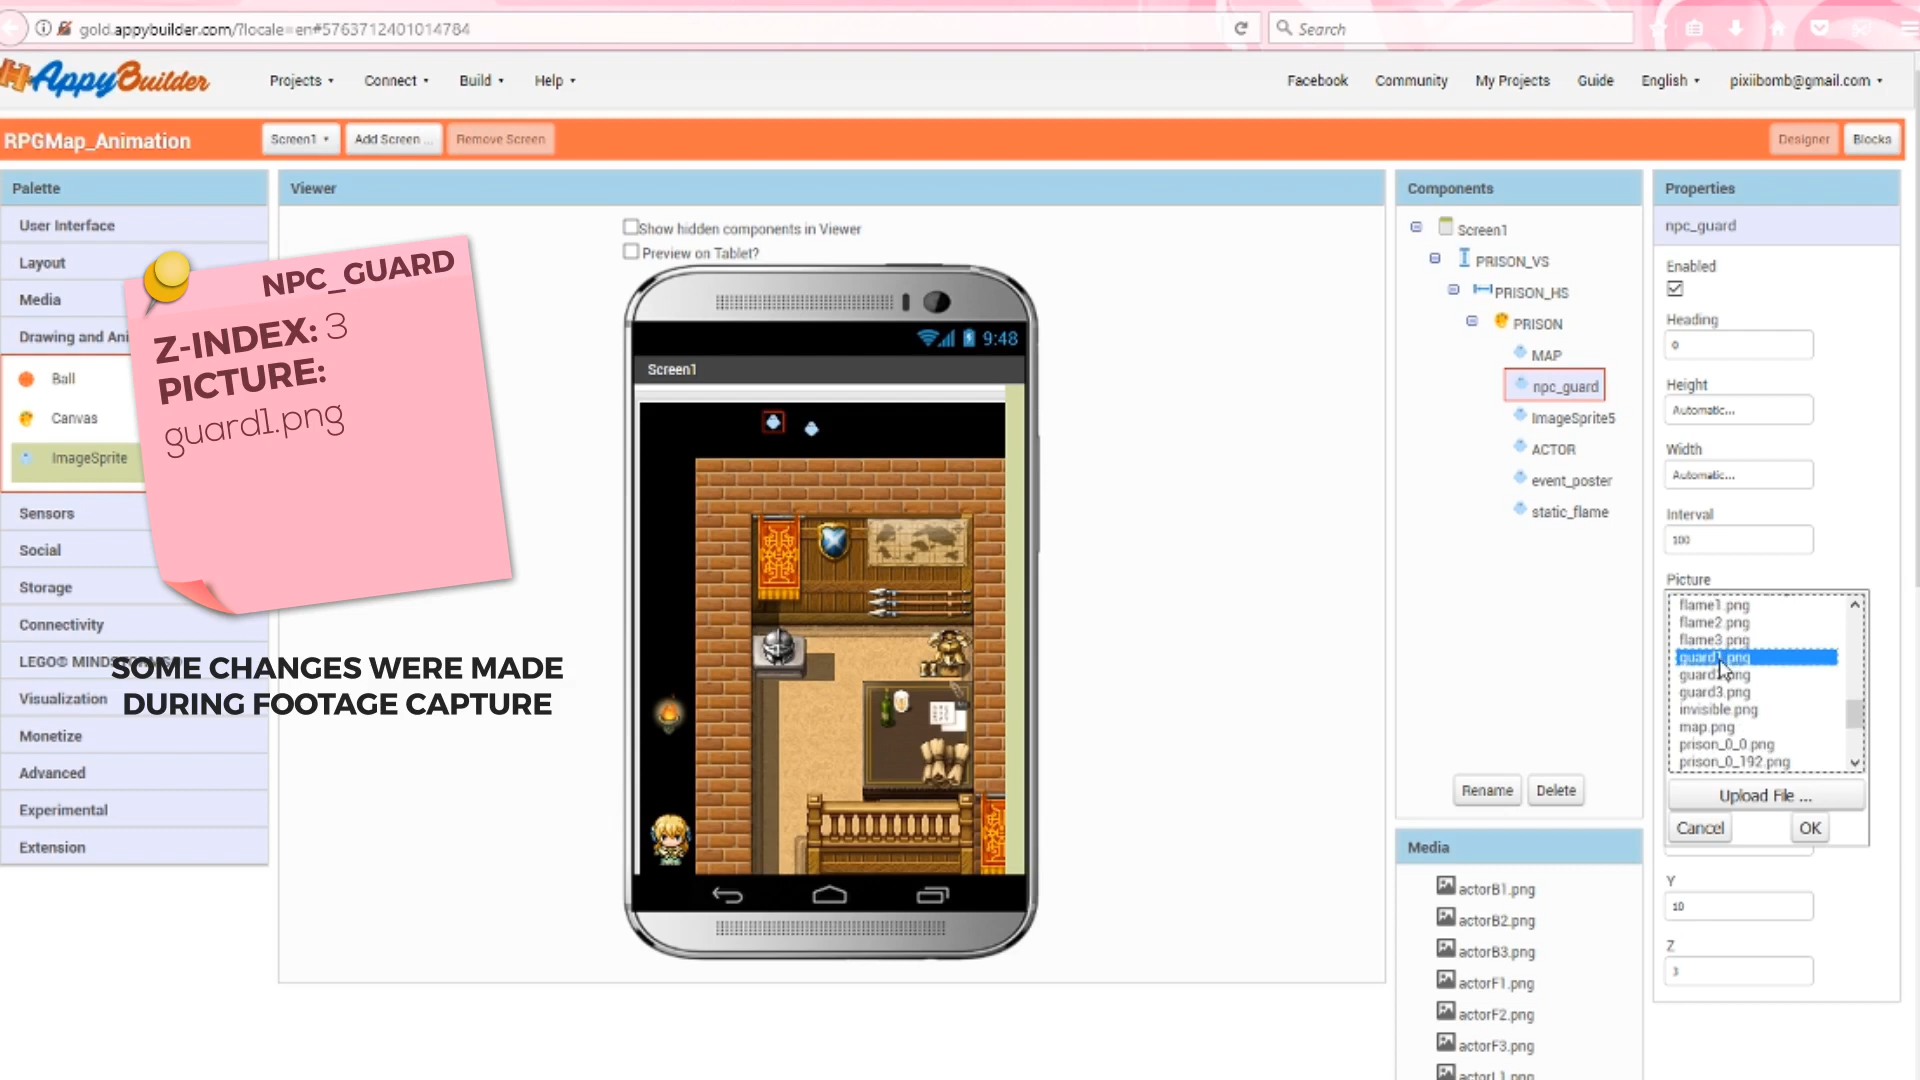 gold.appybuilder.com/?locale=en#5763712401014784
Search
AppyBuilder
Projects
Connect
Build
Help
Facebook
Community
My Projects
Guide
English
pixiibomb@gmail.com
RPGMap_Animation
Screen1
Add Screen ...
Remove Screen
Designer
Blocks
Palette
User Interface
Layout
Media
Drawing and Ani
Ball
Canvas
ImageSprite
Sensors
Social
Storage
Connectivity
LEGO® MINDSTORMS®
Visualization
Monetize
Advanced
Experimental
Extension
NPC_GUARD
Z-INDEX: 3
PICTURE:
guard1.png
SOME CHANGES WERE MADE
DURING FOOTAGE CAPTURE
Viewer
Show hidden components in Viewer
Preview on Tablet?
9:48
Screen1
Components
Screen1
PRISON_VS
PRISON_HS
PRISON
MAP
npc_guard
ImageSprite5
ACTOR
event_poster
static_flame
Rename
Delete
Media
actorB1.png
actorB2.png
actorB3.png
actorF1.png
actorF2.png
actorF3.png
actorL1.png
Properties
npc_guard
Enabled
Heading
0
Height
Automatic...
Width
Automatic...
Interval
100
Picture
flame1.png
flame2.png
flame3.png
guard1.png
guard2.png
guard3.png
invisible.png
map.png
prison_0_0.png
prison_0_192.png
Upload File ...
Cancel
OK
Y
10
Z
3